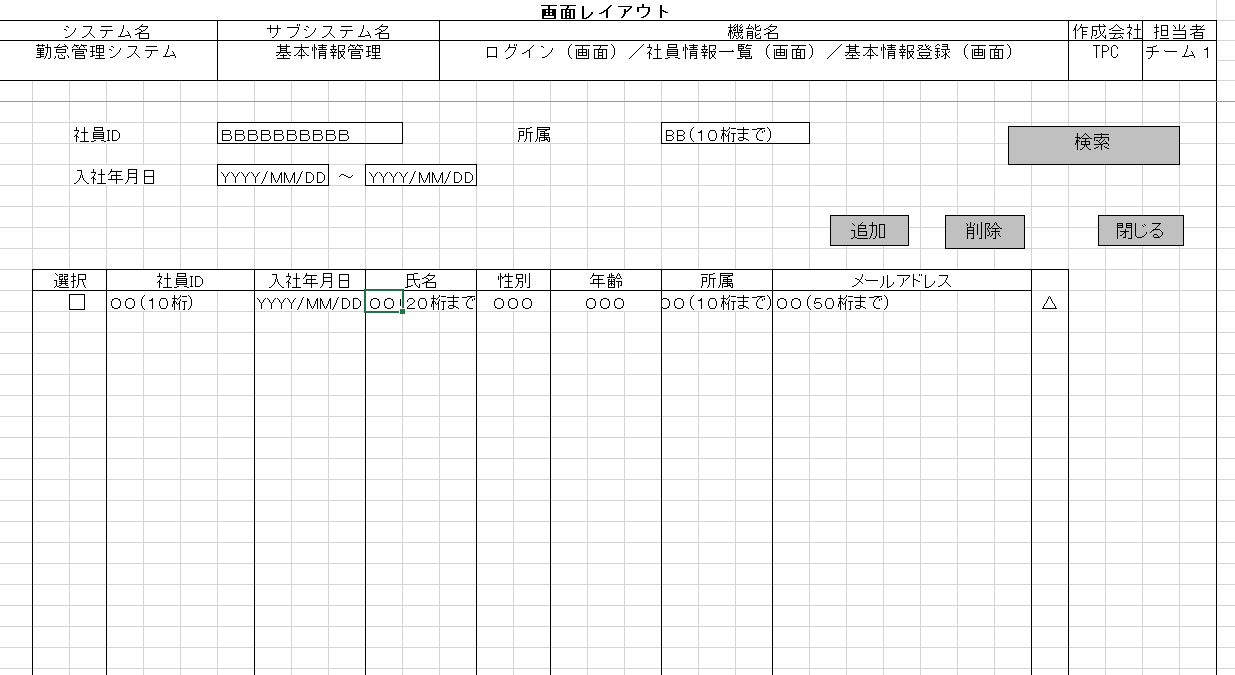 画面レイアウト
システム名 サブシステム名 機能名 作成会社 担当者
勤怠管理システム 基本情報管理 ログイン（画面）／社員情報一覧（画面）／基本情報登録（画面） TPC チーム１
社員ID BBBBBBBBBB 所属 BB(10桁まで) 検索
入社年月日 YYYY/MM/DD ～ YYYY/MM/DD
追加 削除 閉じる
選択 社員ID 入社年月日 氏名 性別 年齢 所属 メールアドレス
□ OO(10桁) YYYY/MM/DD OO(20桁まで OOO OOO OO(10桁まで) OO(50桁まで) △